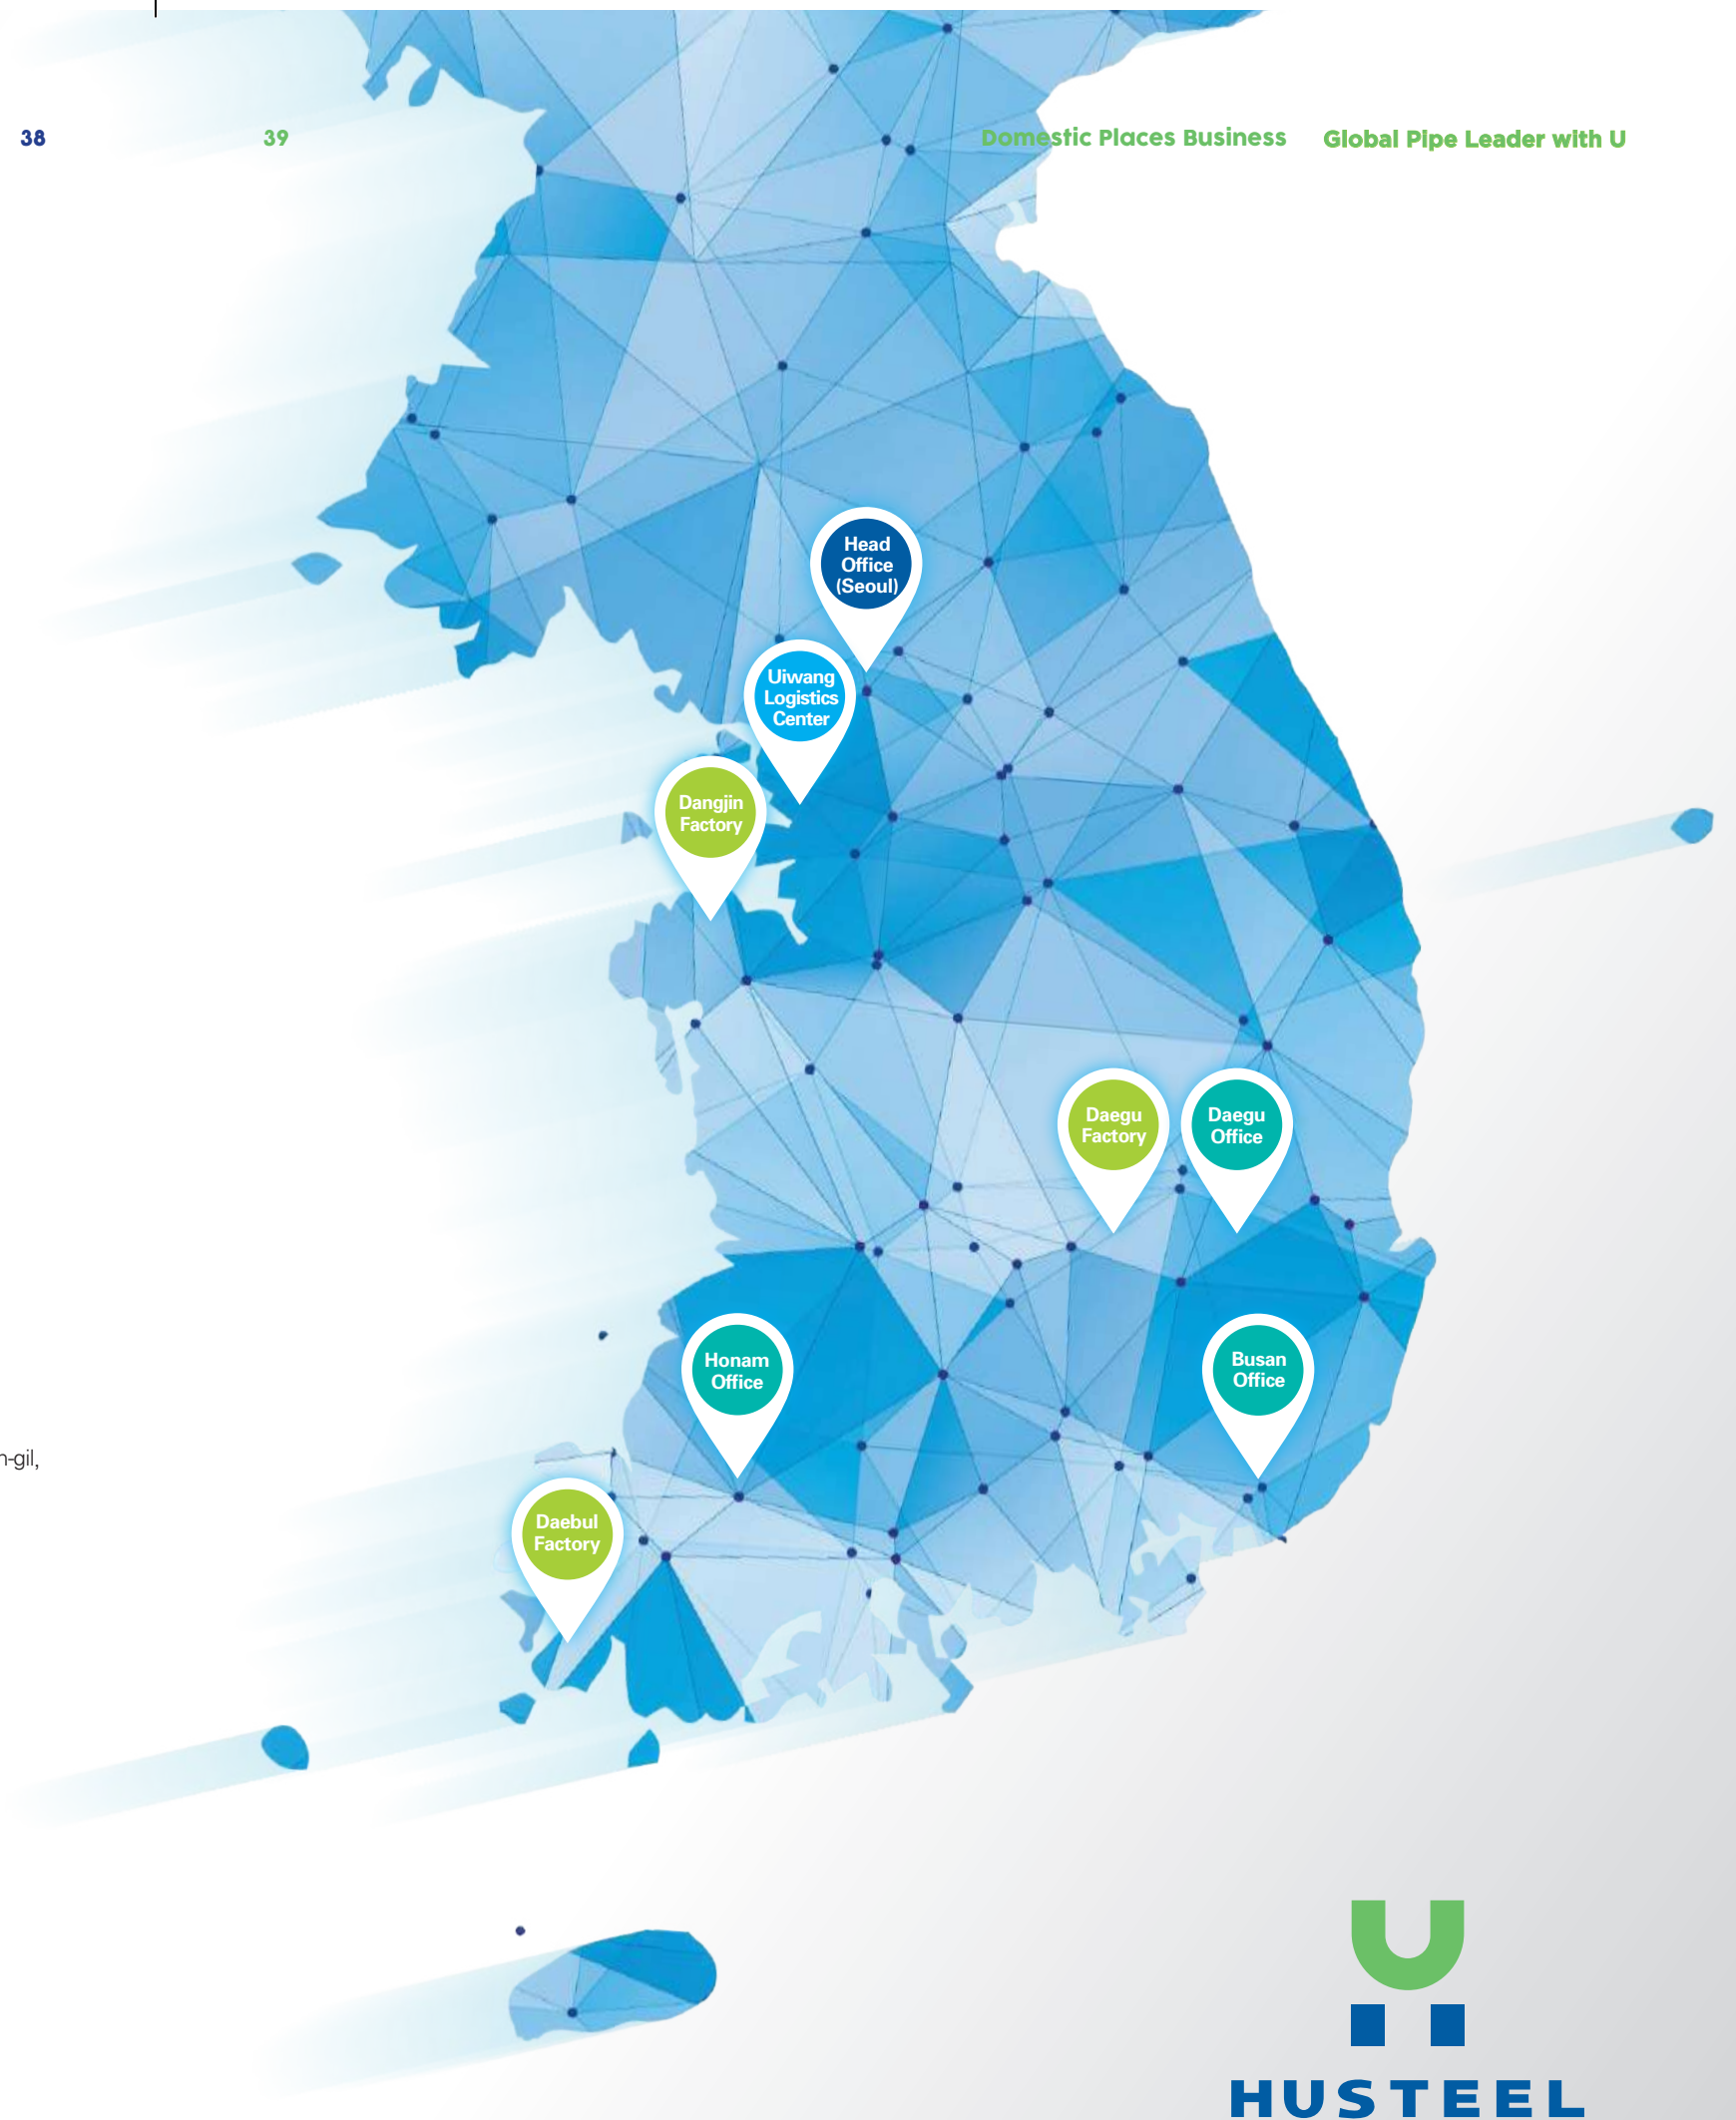 38
39
Domestic Places Business
Global Pipe Leader with U
Head
Office
(Seoul)
Uiwang
Logistics
Center
Dangjin
Factory
Daegu
Factory
Daegu
Office
Honam
Office
Busan
Office
n-gil,
Daebul
Factory
HUSTEEL